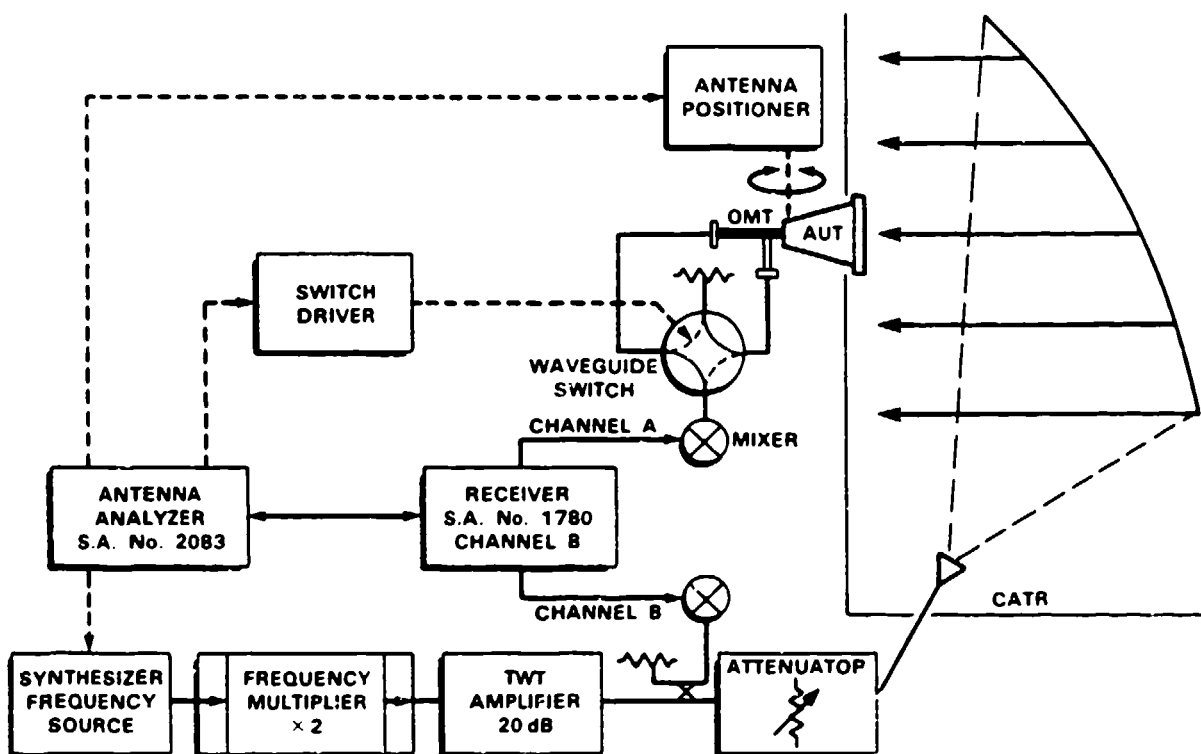 ANTENNA
POSITIONER
OMT
AUT
SWITCH
DRIVER
WAVEGUIDE
SWITCH
CHANNEL A
MIXER
ANTENNA
ANALYZER
S.A. No. 2083
RECEIVER
S.A. No. 1780
CHANNEL B
CHANNEL B
CATR
SYNTHESIZER
FREQUENCY
SOURCE
FREQUENCY
MULTIPLIER
× 2
TWT
AMPLIFIER
20 dB
ATTENUATOP